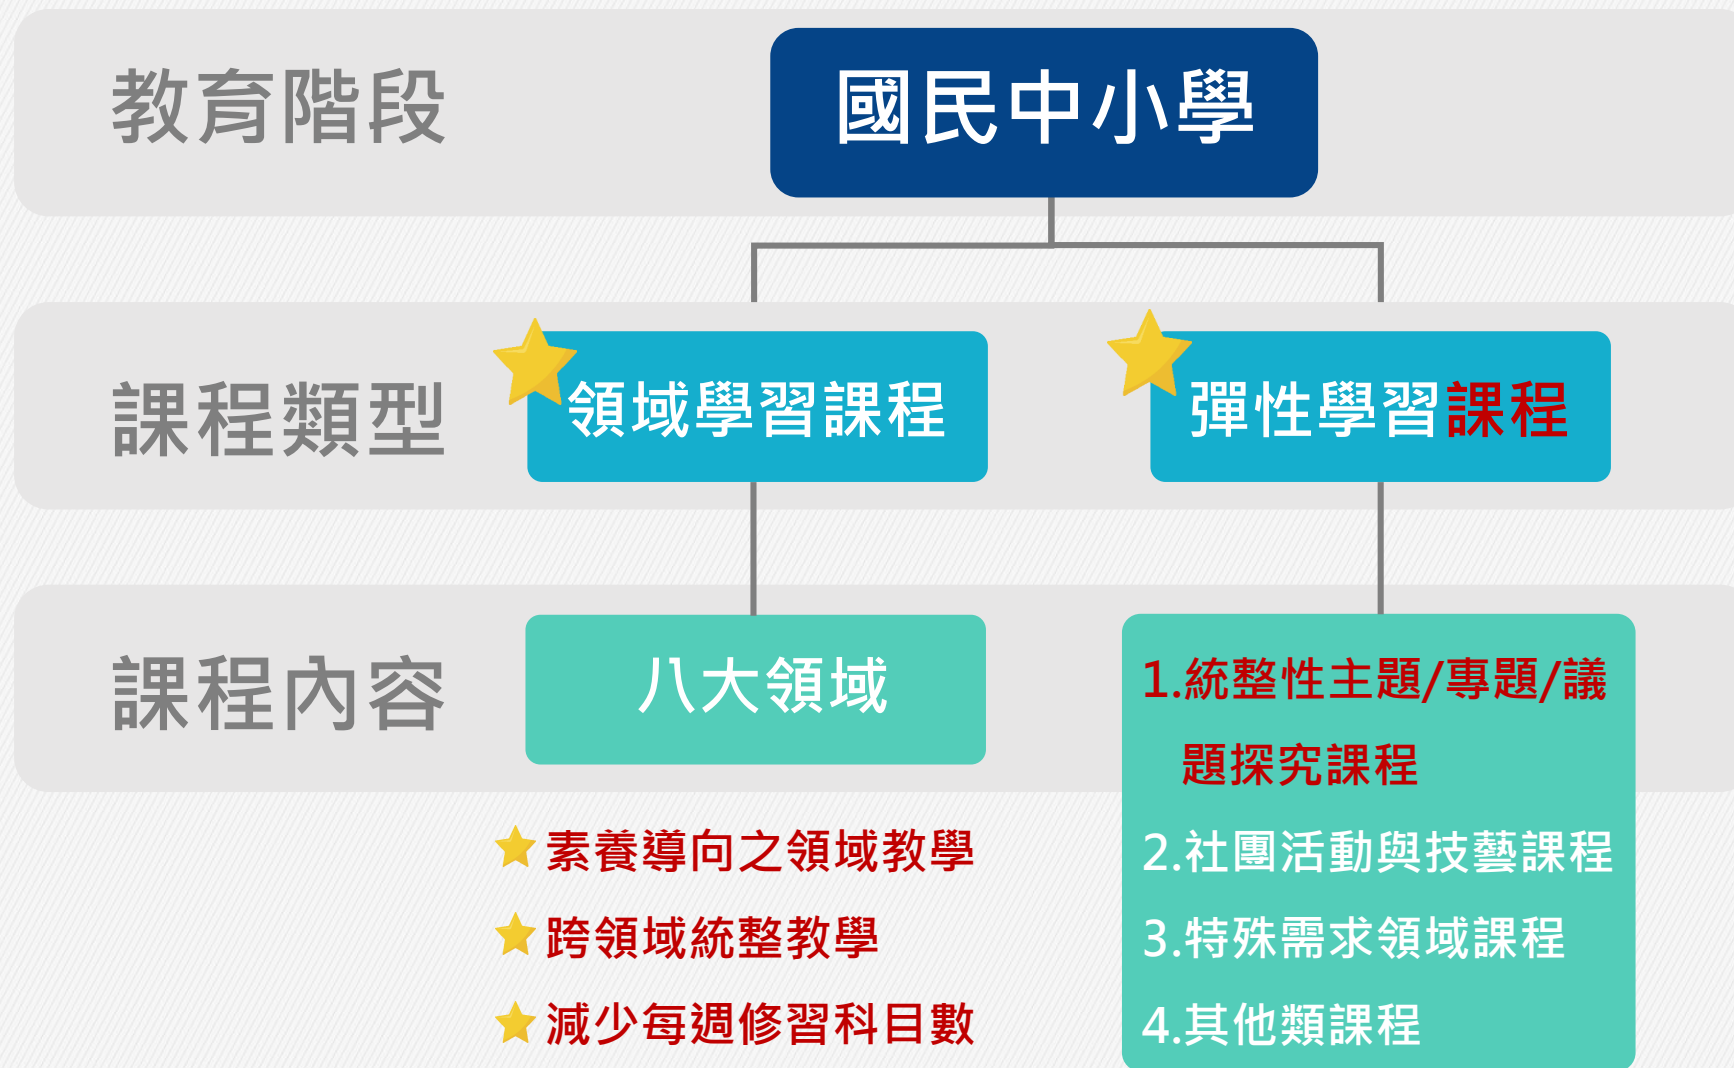 教育階段
國民中小學
課程類型
領域學習課程
彈性學習課程
課程內容
八大領域
素養導向之領域教學
跨領域統整教學
減少每週修習科目數
1.統整性主題/專題/議
題探究課程
2.社團活動與技藝課程
3.特殊需求領域課程
4.其他類課程